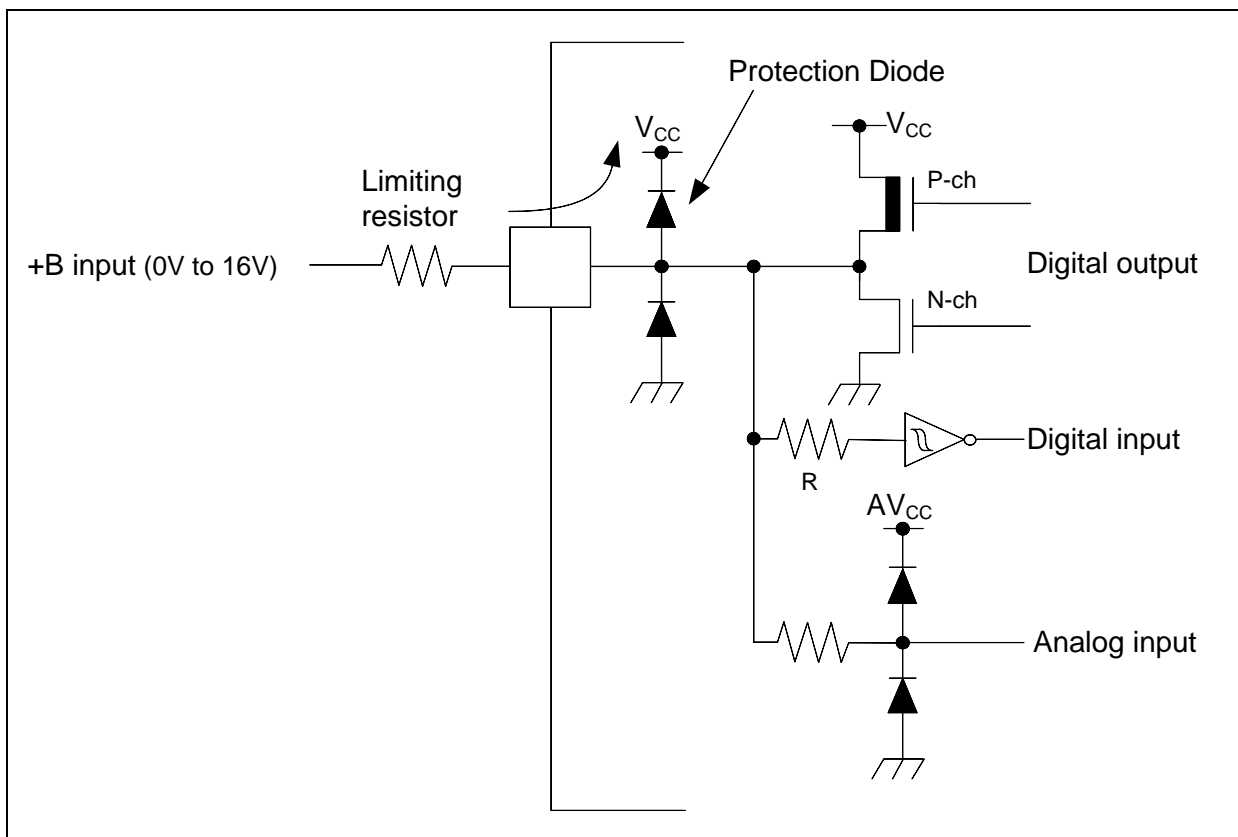 Protection Diode
VCC
VCC
P-ch
Limiting
resistor
+B input (0V to 16V)
Digital output
N-ch
Digital input
R
AVCC
Analog input